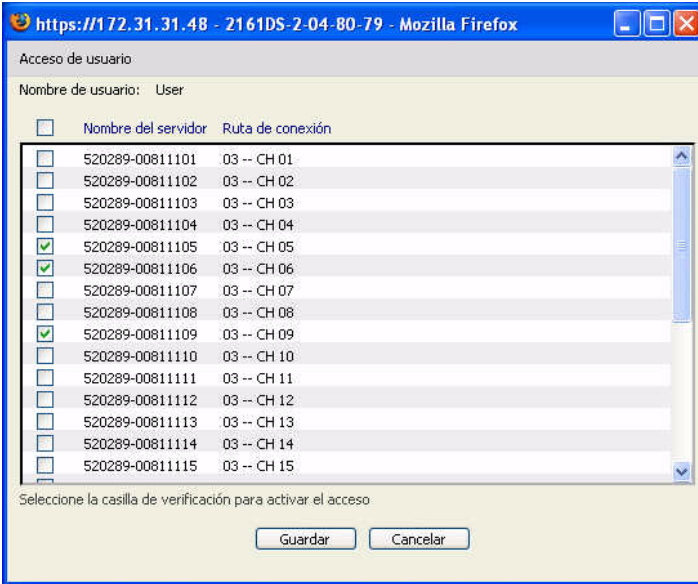 https://172.31.31.48 - 2161DS-2-04-80-79 - Mozilla Firefox
Acceso de usuario
Nombre de usuario: User
Nombre del servidor Ruta de conexión
520289-00811101 03 -- CH 01
520289-00811102 03 -- CH 02
520289-00811103 03 -- CH 03
520289-00811104 03 -- CH 04
520289-00811105 03 -- CH 05
520289-00811106 03 -- CH 06
520289-00811107 03 -- CH 07
520289-00811108 03 -- CH 08
520289-00811109 03 -- CH 09
520289-00811110 03 -- CH 10
520289-00811111 03 -- CH 11
520289-00811112 03 -- CH 12
520289-00811113 03 -- CH 13
520289-00811114 03 -- CH 14
520289-00811115 03 -- CH 15
Seleccione la casilla de verificación para activar el acceso
Guardar Cancelar